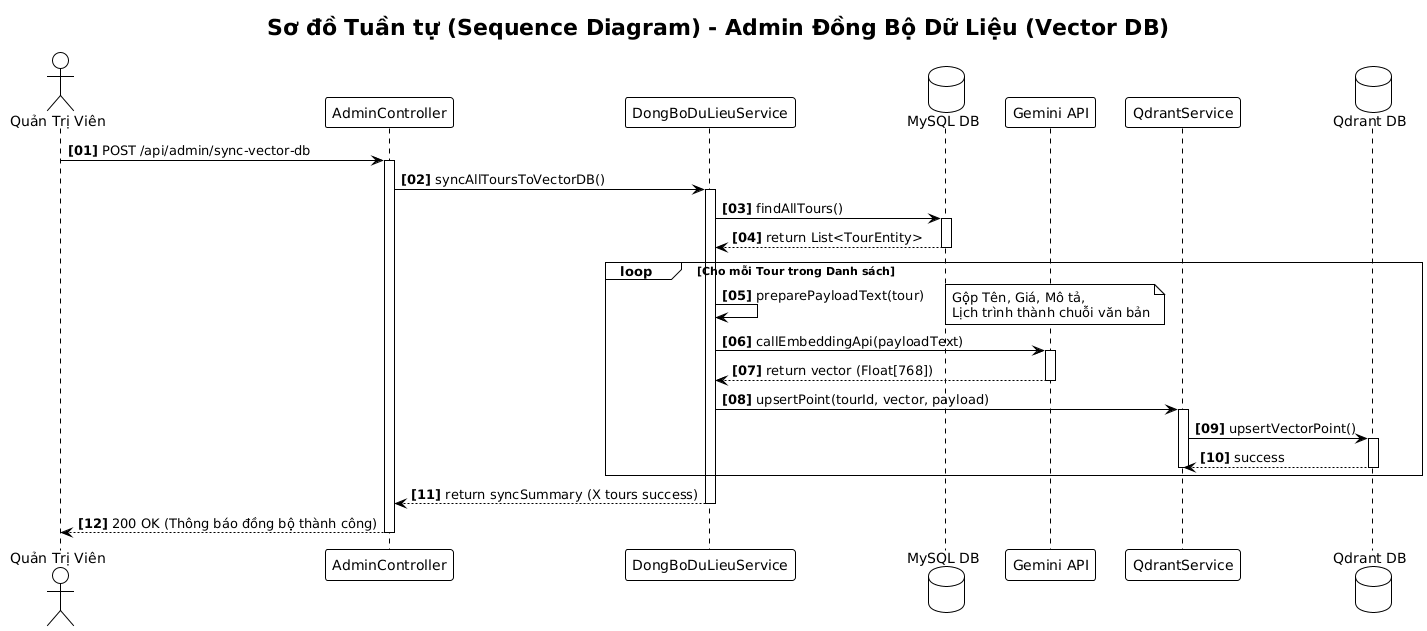 Sơ đồ Tuần tự (Sequence Diagram) - Admin Đồng Bộ Dữ Liệu (Vector DB)
Quản Trị Viên
AdminController
DongBoDuLieuService
MySQL DB
Gemini API
QdrantService
Qdrant DB
[01] POST /api/admin/sync-vector-db
[02] syncAllToursToVectorDB()
[03] findAllTours()
[04] return List<TourEntity>
loop
[Cho mỗi Tour trong Danh sách]
[05] preparePayloadText(tour)
Gộp Tên, Giá, Mô tả,
Lịch trình thành chuỗi văn bản
[06] callEmbeddingApi(payloadText)
[07] return vector (Float[768])
[08] upsertPoint(tourId, vector, payload)
[09] upsertVectorPoint()
[10] success
[11] return syncSummary (X tours success)
[12] 200 OK (Thông báo đồng bộ thành công)
Quản Trị Viên
AdminController
DongBoDuLieuService
MySQL DB
Gemini API
QdrantService
Qdrant DB